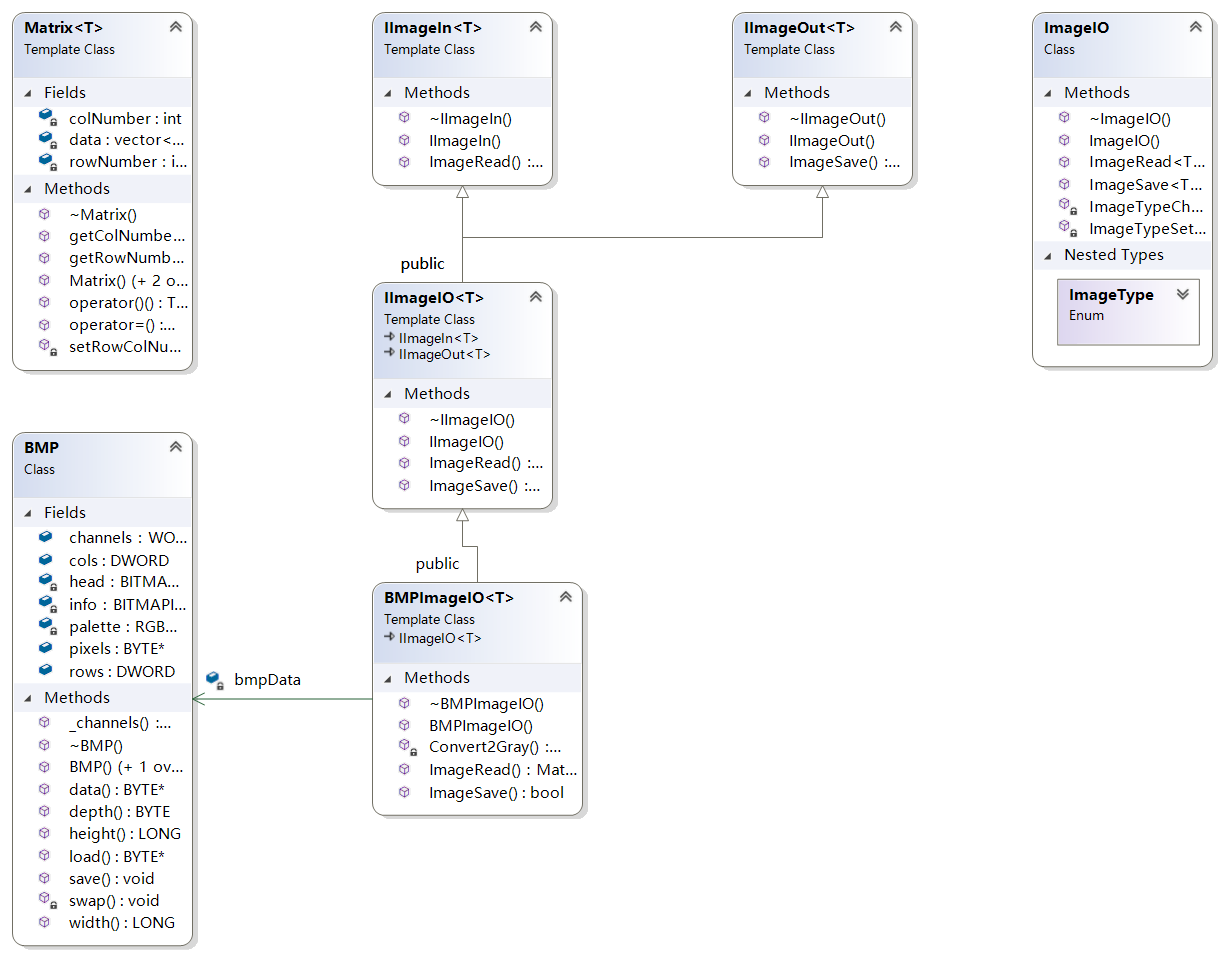 Matrix<T>
Template Class
Fields
colNumber : int
data : vector<...
rowNumber : i...
Methods
~Matrix()
getColNumbe...
getRowNumb...
Matrix() (+ 2 o...
operator()() : T...
operator=() :...
setRowColNu...
IImageIn<T>
Template Class
Methods
~IImageIn()
IImageIn()
ImageRead() :...
IImageOut<T>
Template Class
Methods
~IImageOut()
IImageOut()
ImageSave() :...
ImageIO
Class
Methods
~ImageIO()
ImageIO()
ImageRead<T...
ImageSave<T...
ImageTypeCh...
ImageTypeSet...
Nested Types
ImageType
Enum
public
IImageIO<T>
Template Class
IImageIn<T>
IImageOut<T>
Methods
~IImageIO()
IImageIO()
ImageRead() :...
ImageSave() :...
BMP
Class
Fields
channels : WO...
cols : DWORD
head : BITMA...
info : BITMAPI...
palette : RGB...
pixels : BYTE*
rows : DWORD
Methods
_channels() :...
~BMP()
BMP() (+ 1 ov...
data() : BYTE*
depth() : BYTE
height() : LONG
load() : BYTE*
save() : void
swap() : void
width() : LONG
bmpData
public
BMPImageIO<T>
Template Class
IImageIO<T>
Methods
~BMPImageIO()
BMPImageIO()
Convert2Gray() :...
ImageRead() : Mat...
ImageSave() : bool